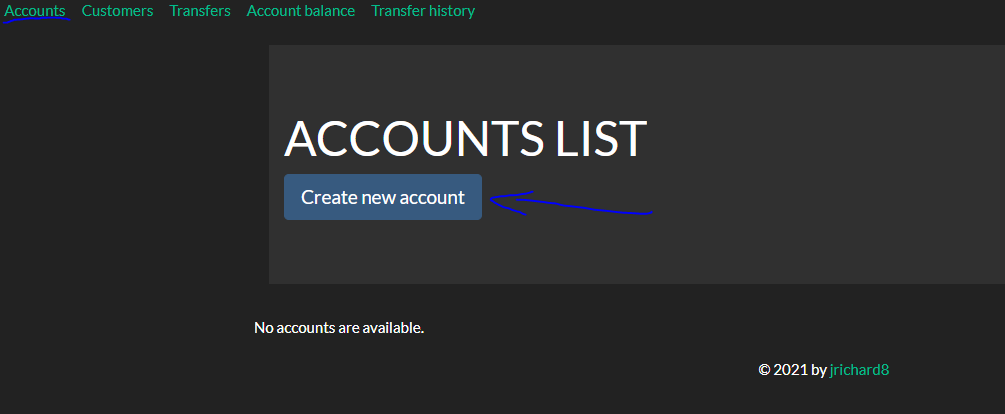 Accounts Customers Transfers Account balance Transfer history
ACCOUNTS LIST
Create new account
No accounts are available.
© 2021 by jrichard8